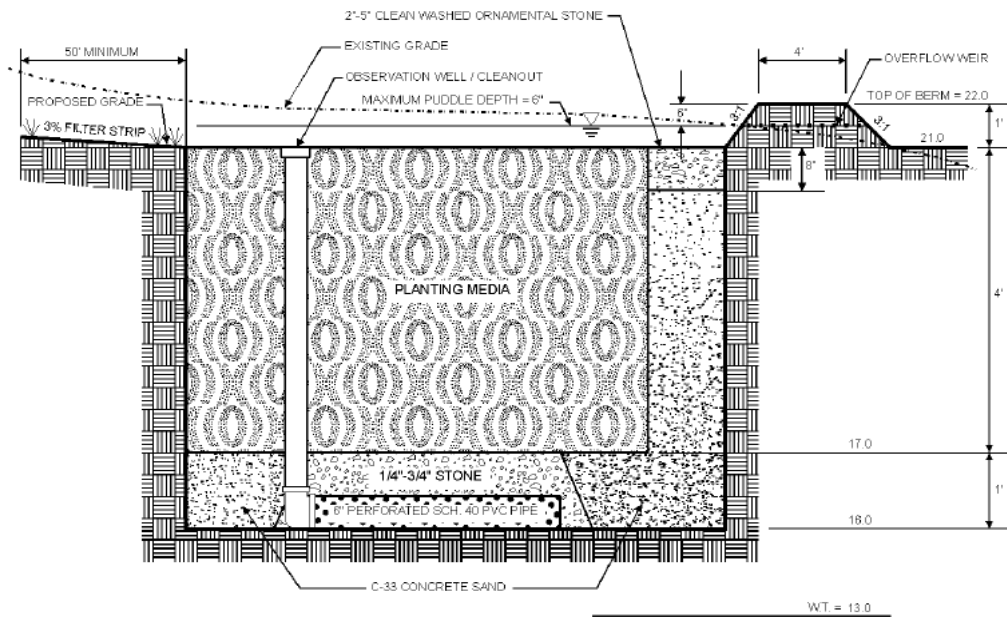 2"-5" CLEAN WASHED ORNAMENTAL STONE
50' MINIMUM
EXISTING GRADE
4'
OVERFLOW WEIR
OBSERVATION WELL / CLEANOUT
MAXIMUM PUDDLE DEPTH = 6"
TOP OF BERM = 22.0
PROPOSED GRADE
3% FILTER STRIP
6"
3:1
3:1
1'
21.0
8"
PLANTING MEDIA
4'
17.0
1/4"-3/4" STONE
1'
6" PERFORATED SCH. 40 PVC PIPE
16.0
C-33 CONCRETE SAND
W.T. = 13.0